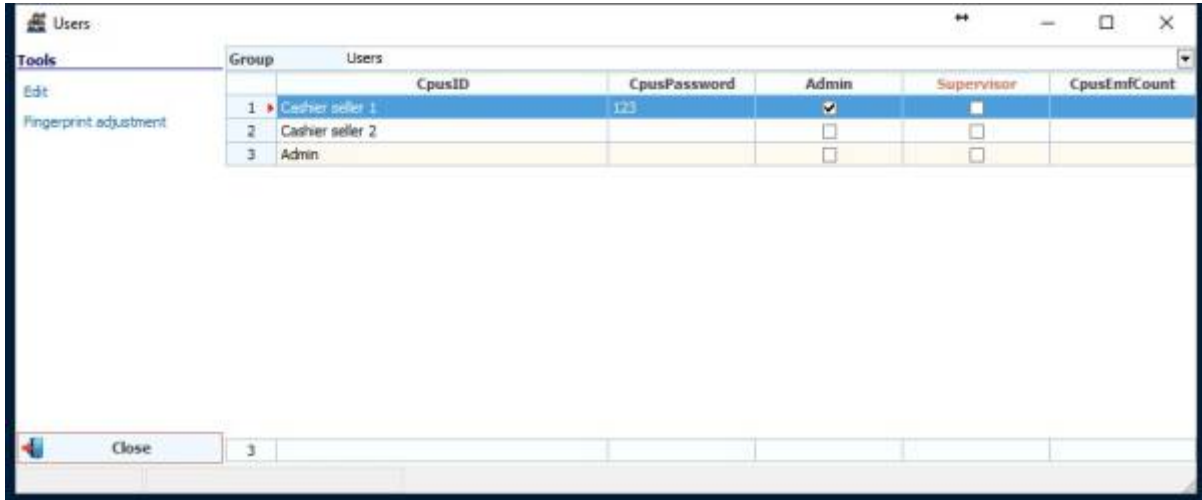 Users
Tools
Edit
Fingerprint adjustment
Group Users
CpusID CpusPassword Admin Supervisor CpusEmfCount
1 Cashier seller 1 123
2 Cashier seller 2
3 Admin
Close
3